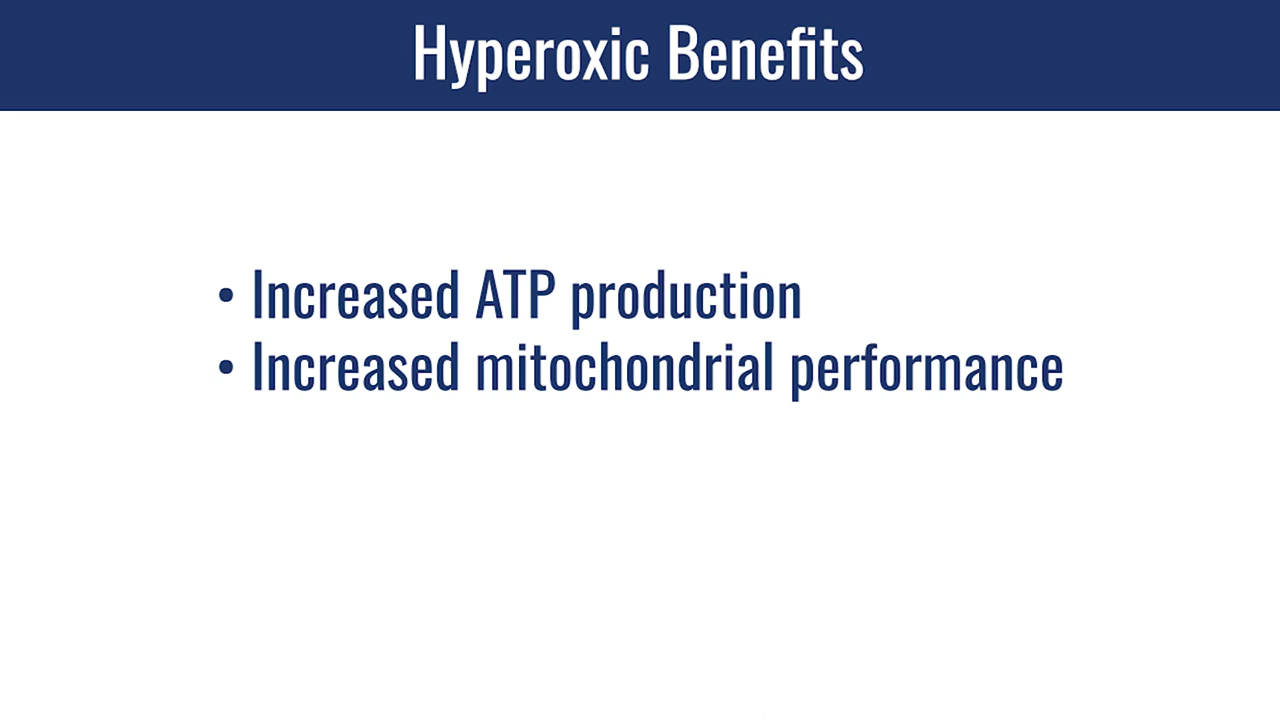 Hyperoxic Benefits
• Increased ATP production
• Increased mitochondrial performance